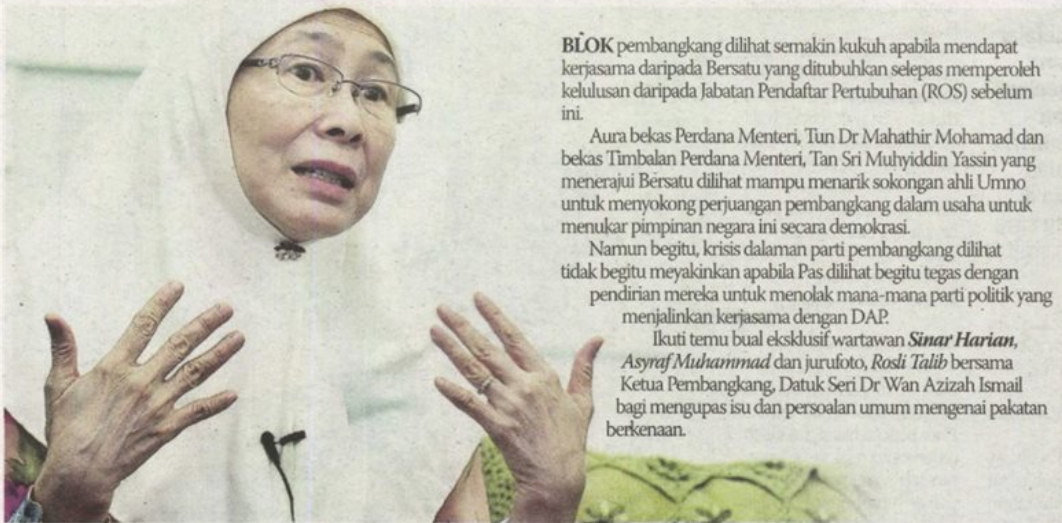 BLOK pembangkang dilihat semakin kukuh apabila mendapat
kerjasama daripada Bersatu yang ditubuhkan selepas memperoleh
kelulusan daripada Jabatan Pendaftar Pertubuhan (ROS) sebelum
ini.
Aura bekas Perdana Menteri, Tun Dr Mahathir Mohamad dan
bekas Timbalan Perdana Menteri, Tan Sri Muhyiddin Yassin yang
menerajui Bersatu dilihat mampu menarik sokongan ahli Umno
untuk menyokong perjuangan pembangkang dalam usaha untuk
menukar pimpinan negara ini secara demokrasi.
Namun begitu, krisis dalaman parti pembangkang dilihat
tidak begitu meyakinkan apabila Pas dilihat begitu tegas dengan
pendirian mereka untuk menolak mana-mana parti politik yang
menjalinkan kerjasama dengan DAP.
Ikuti temu bual eksklusif wartawan Sinar Harian,
Asyraf Muhammad dan jurufoto, Rosli Talib bersama
Ketua Pembangkang, Datuk Seri Dr Wan Azizah Ismail
bagi mengupas isu dan persoalan umum mengenai pakatan
berkenaan.